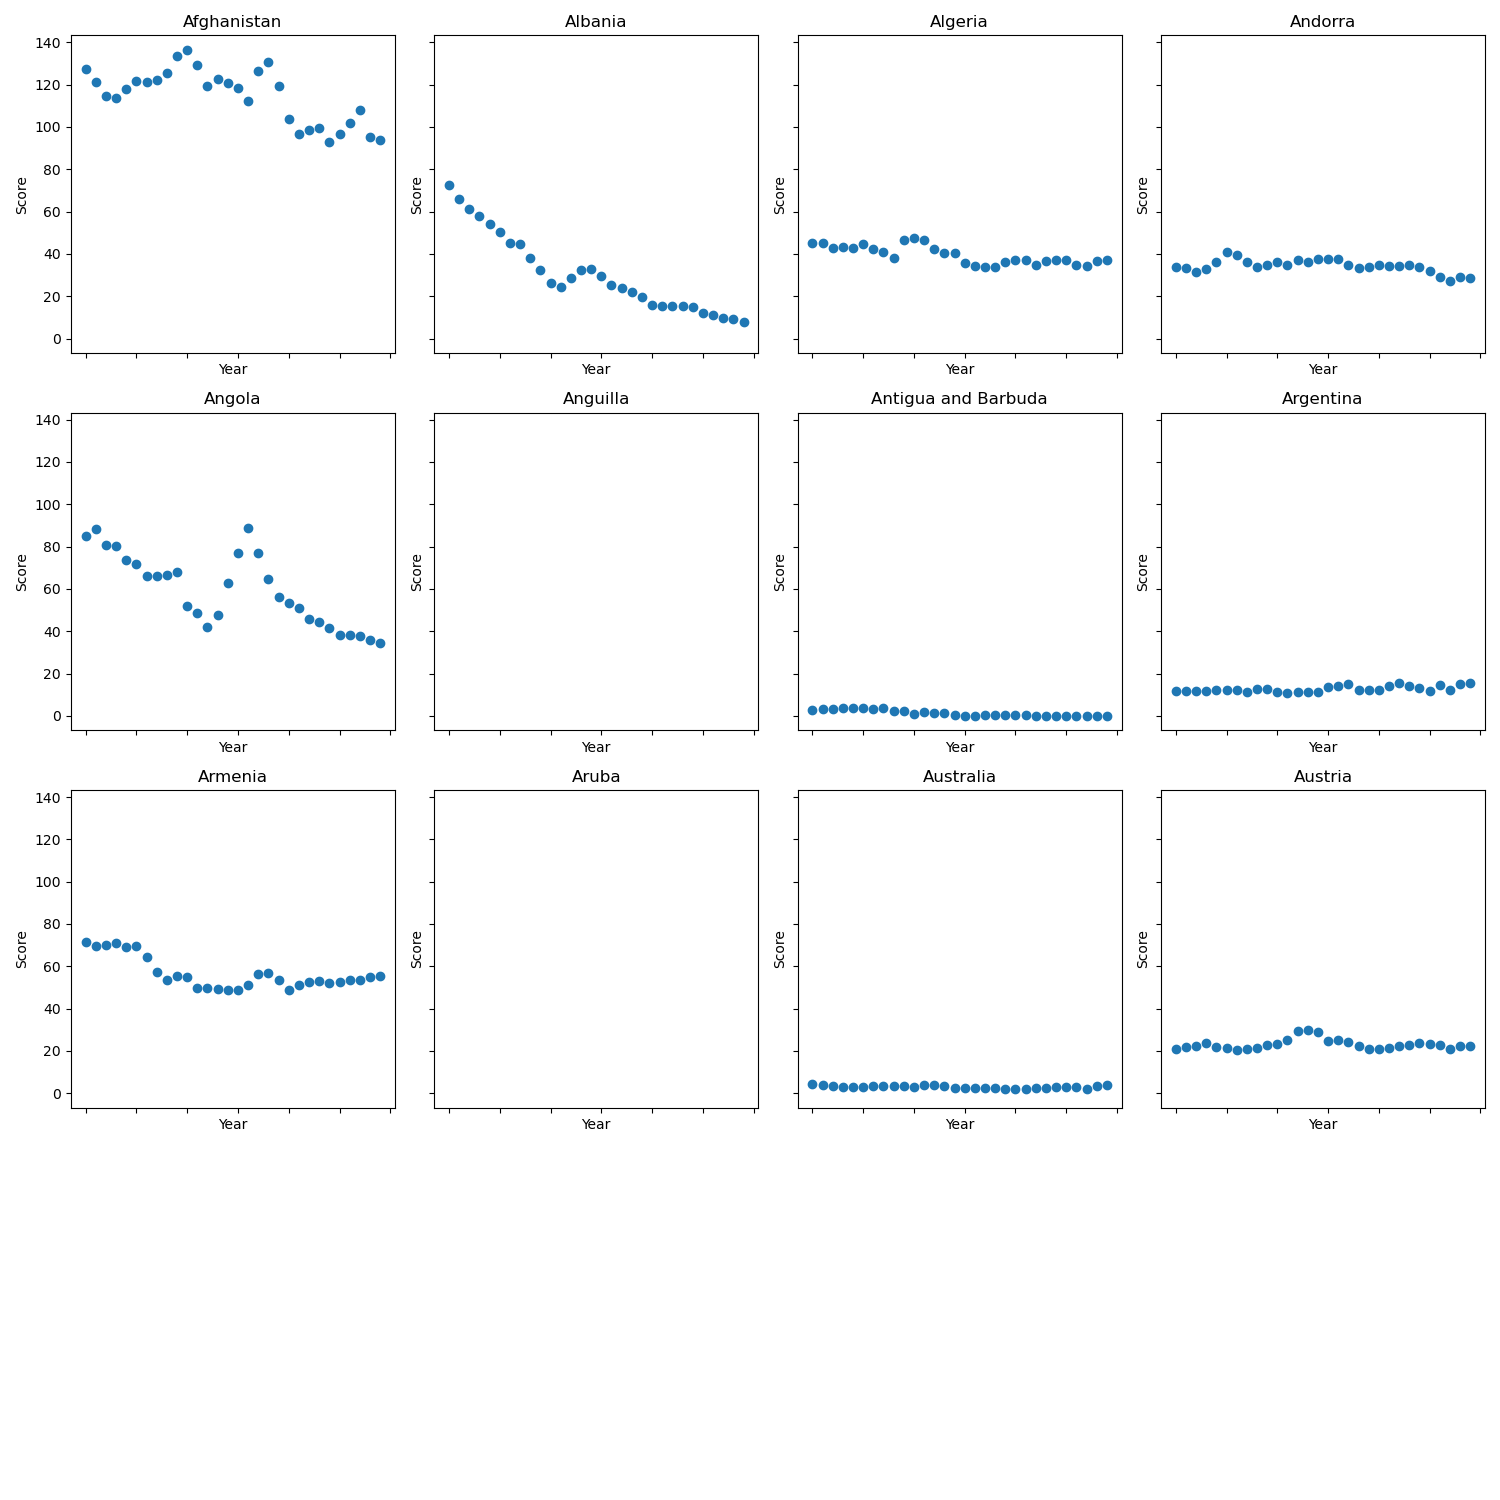 Afghanistan
Albania
Algeria
Andorra
140
120
100
80
60
40
20
0
Score
Score
Score
Score
Year
Year
Year
Year
Angola
Anguilla
Antigua and Barbuda
Argentina
140
120
100
80
60
40
20
0
Score
Score
Score
Score
Year
Year
Year
Year
Armenia
Aruba
Australia
Austria
140
120
100
80
60
40
20
0
Score
Score
Score
Score
Year
Year
Year
Year